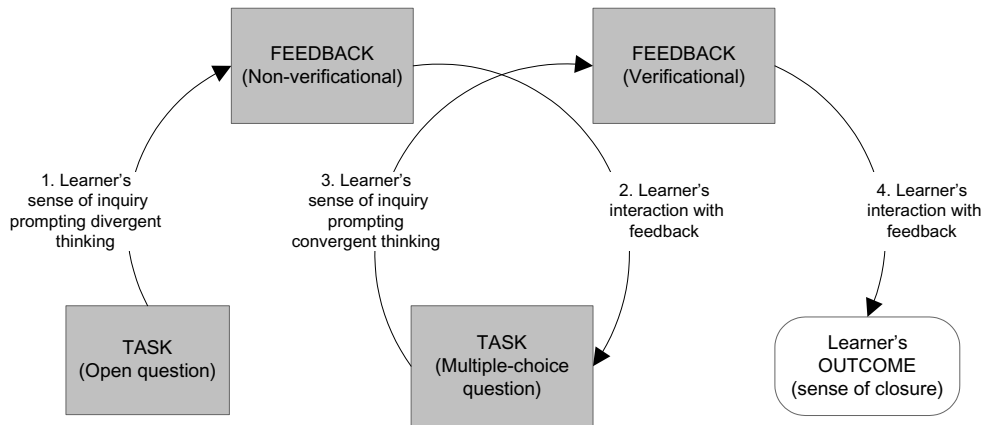 FEEDBACK
(Non-verificational)
FEEDBACK
(Verificational)
1. Learner’s
sense of inquiry
prompting divergent
thinking
3. Learner’s
sense of inquiry
prompting
convergent thinking
2. Learner’s
interaction with
feedback
4. Learner’s
interaction with
feedback
TASK
(Open question)
TASK
(Multiple-choice
question)
Learner’s
OUTCOME
(sense of closure)